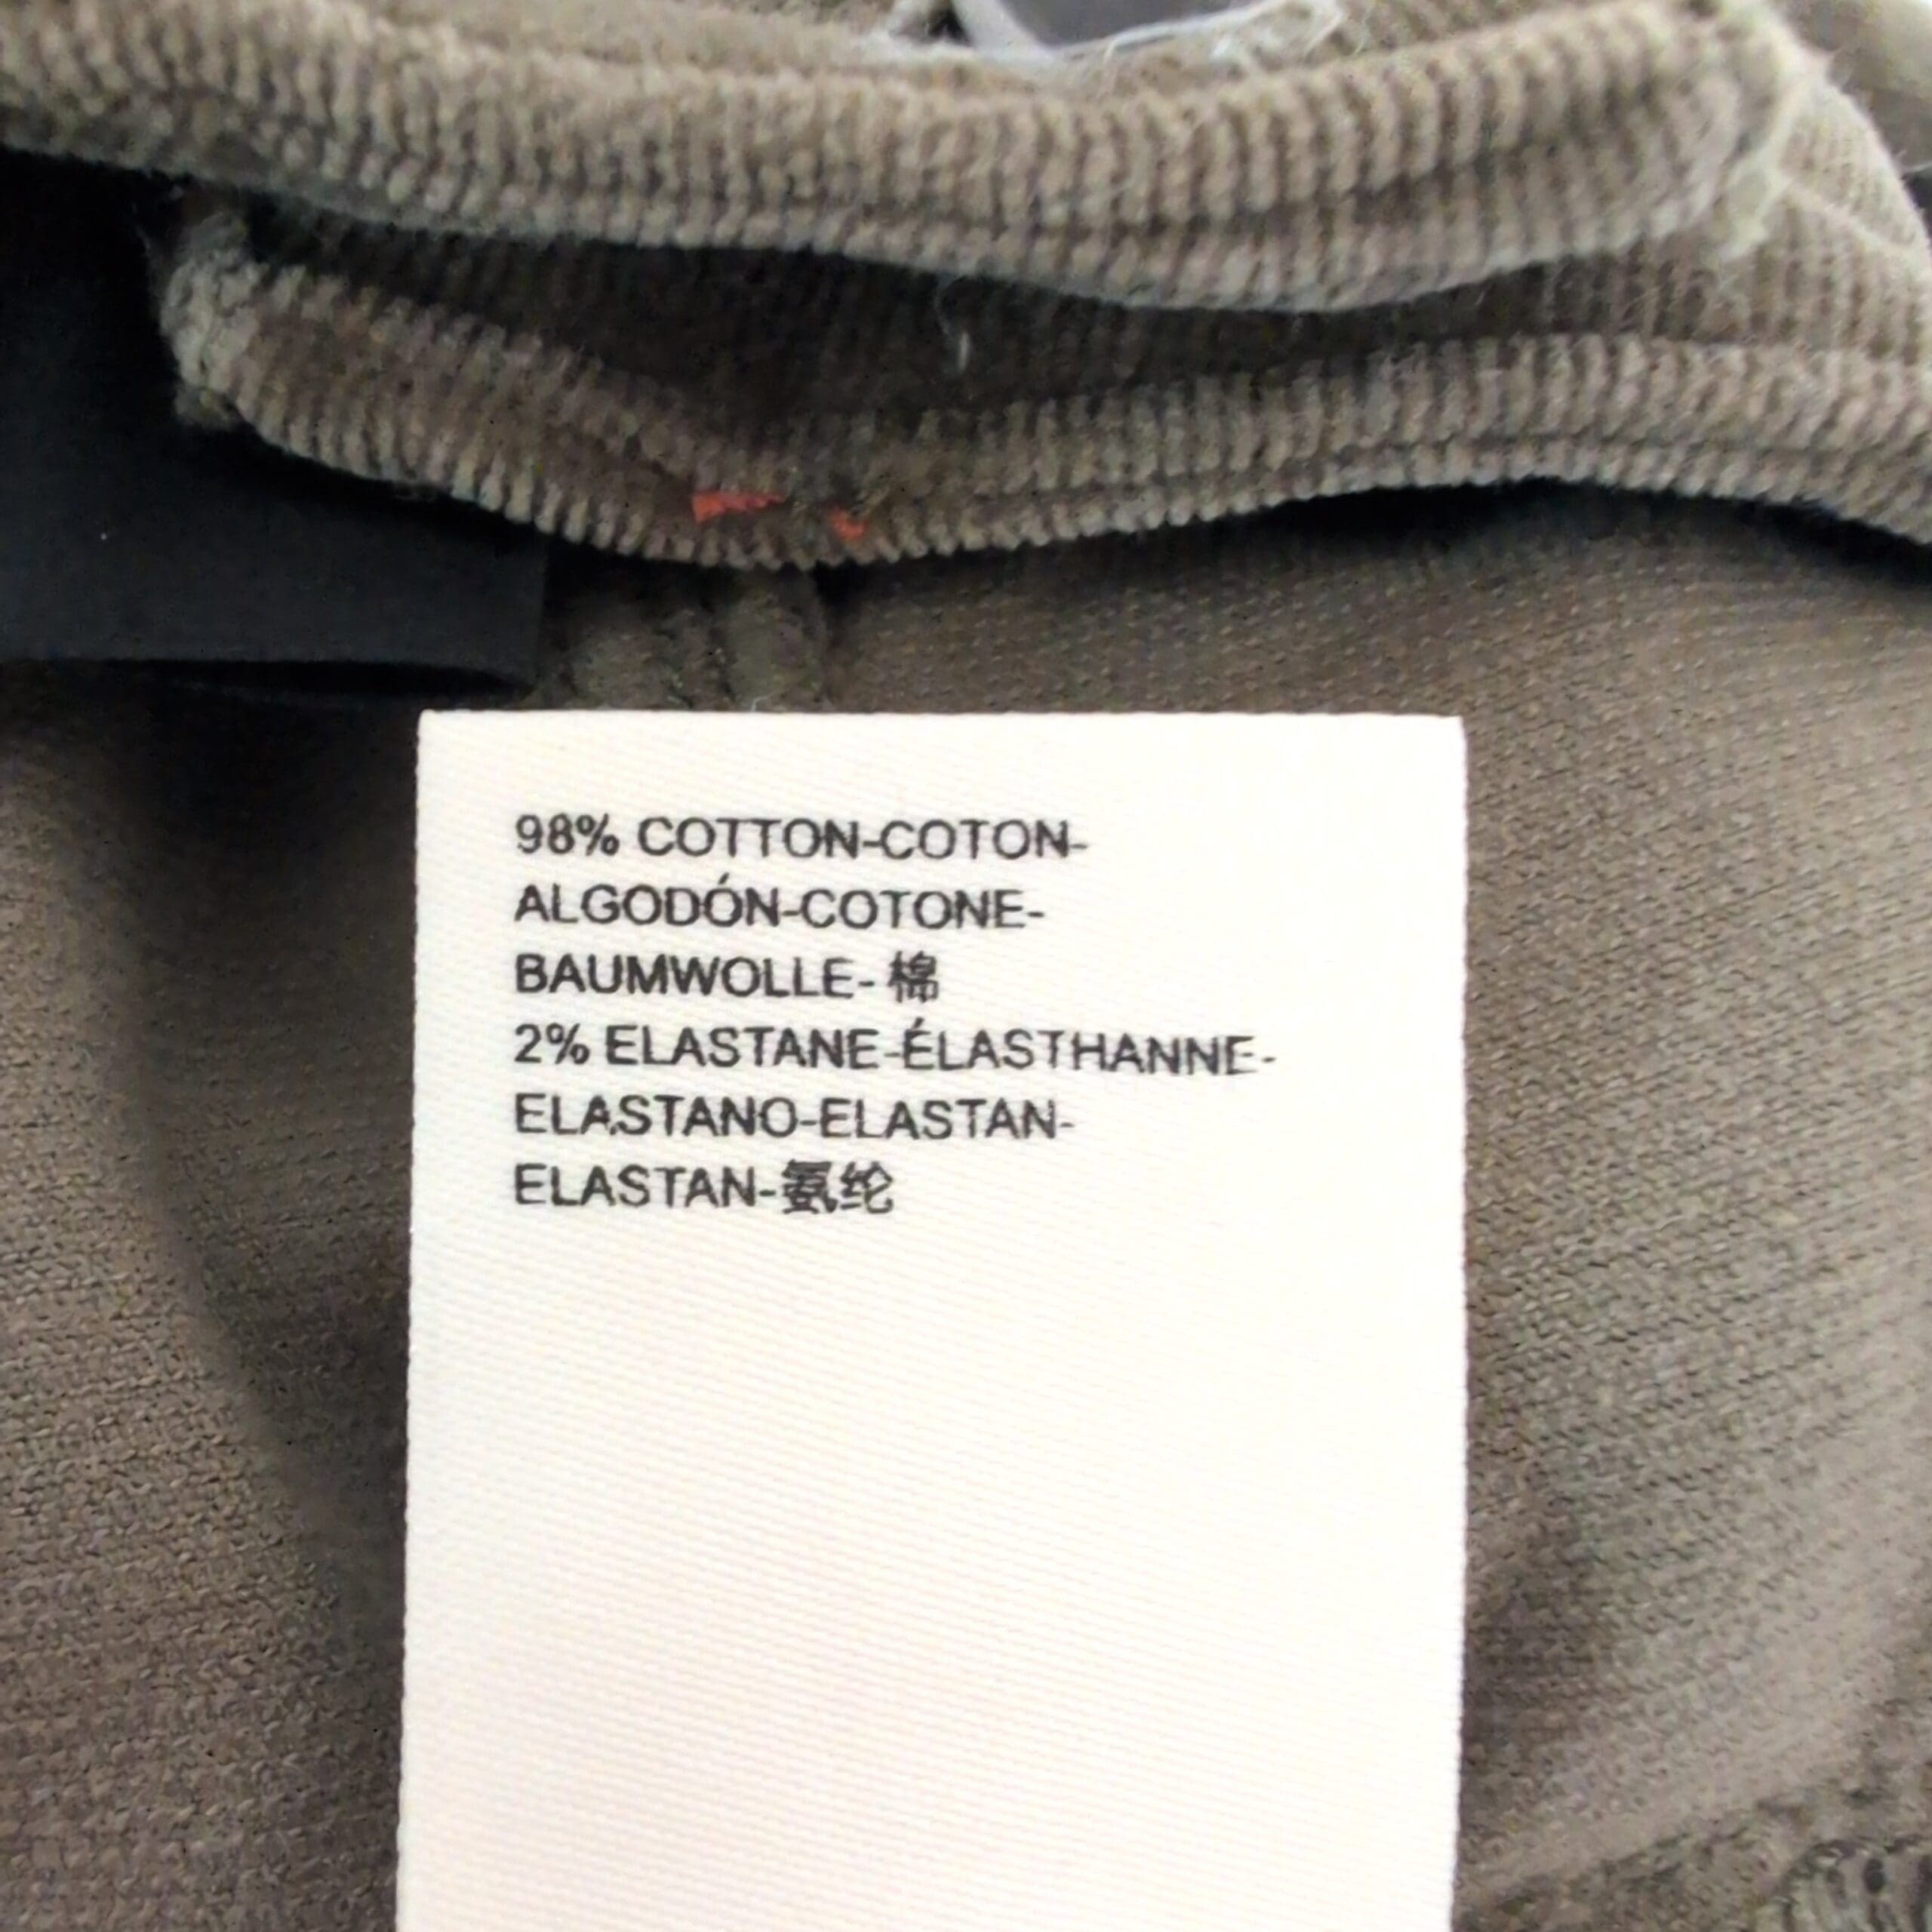 98% COTTON-COTON-
ALGODÓN-COTONE-
BAUMWOLLE- 棉
2% ELASTANE-ÉLASTHANNE-
ELASTANO-ELASTAN-
ELASTAN-氨纶